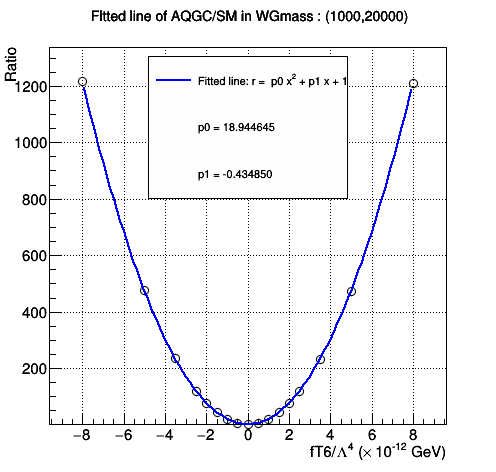 FItted line of AQGC/SM in WGmass : (1000,20000)
Ratio
Fitted line: r = p0 x² + p1 x + 1
p0 = 18.944645
p1 = -0.434850
1200
1000
800
600
400
200
−8 −6 −4 −2 0 2 4 6 8
fT6/Λ⁴ (× 10⁻¹² GeV)